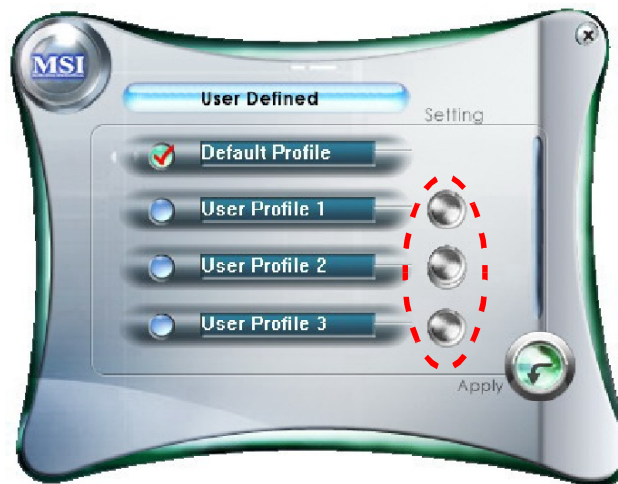 MSI
User Defined
Setting
Default Profile
User Profile 1
User Profile 2
User Profile 3
Apply